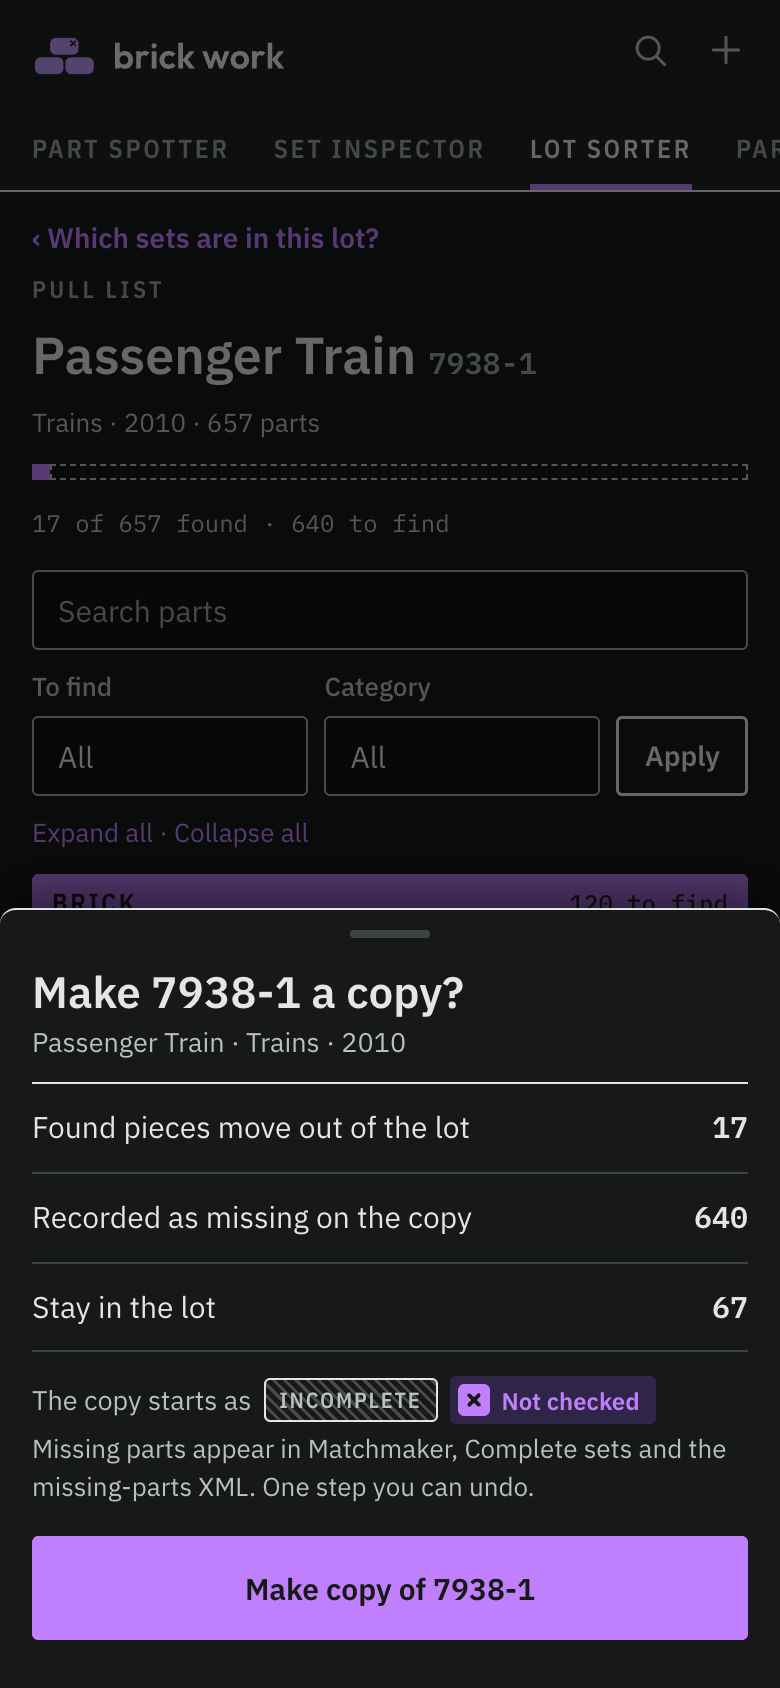 brick work
PART SPOTTER SET INSPECTOR LOT SORTER PAR
‹ Which sets are in this lot?
PULL LIST
Passenger Train 7938-1
Trains · 2010 · 657 parts
17 of 657 found · 640 to find
Search parts
To find Category
All All Apply
Expand all · Collapse all
BRICK 120 to find
Make 7938-1 a copy?
Passenger Train · Trains · 2010
Found pieces move out of the lot 17
Recorded as missing on the copy 640
Stay in the lot 67
The copy starts as INCOMPLETE Not checked
Missing parts appear in Matchmaker, Complete sets and the
missing-parts XML. One step you can undo.
Make copy of 7938-1